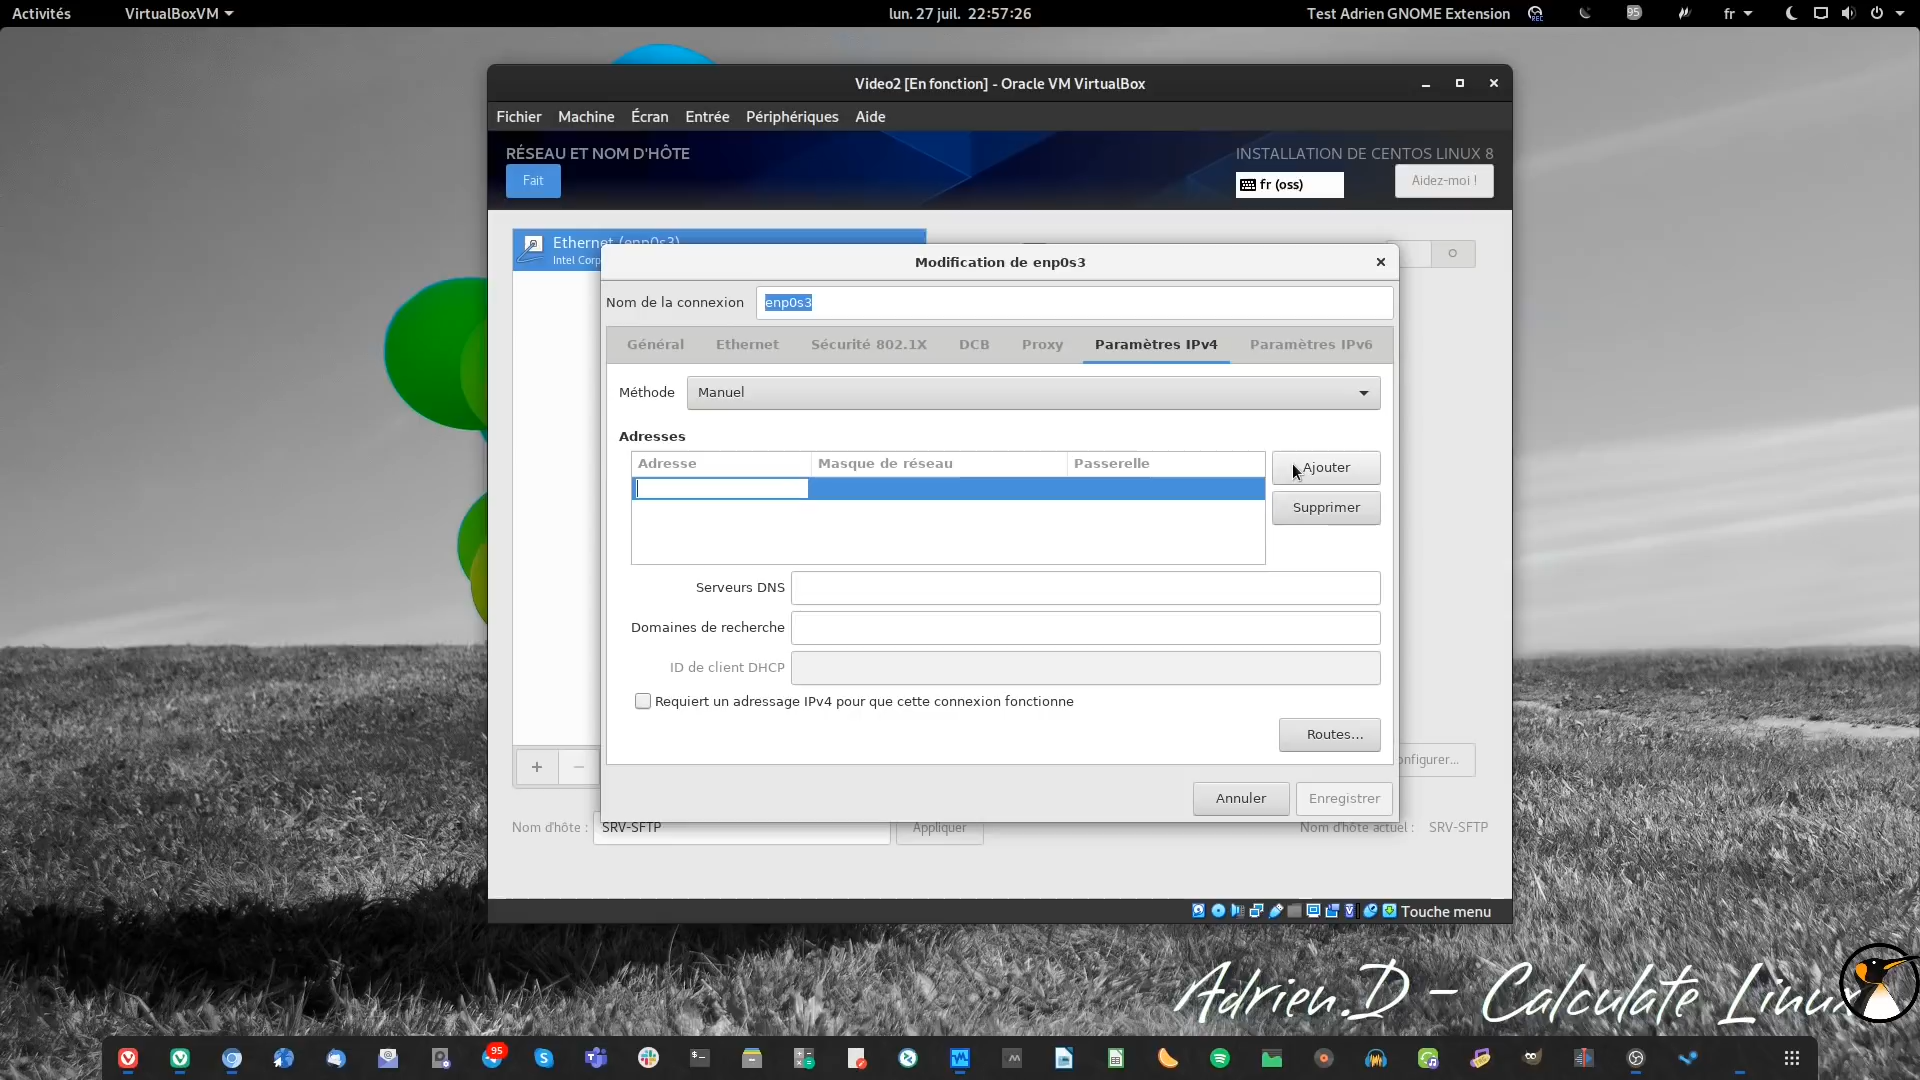 Activités
VirtualBoxVM
lun. 27 juil. 22:57:26
Test Adrien GNOME Extension
REC
95
fr
Video2 [En fonction] - Oracle VM VirtualBox
Fichier Machine Écran Entrée Périphériques Aide
RÉSEAU ET NOM D'HÔTE
INSTALLATION DE CENTOS LINUX 8
Fait
fr (oss)
Aidez-moi !
Ethernet (enp0s3)
Intel Corp
Modification de enp0s3
Nom de la connexion enp0s3
Général Ethernet Sécurité 802.1X DCB Proxy Paramètres IPv4 Paramètres IPv6
Méthode Manuel
Adresses
Adresse Masque de réseau Passerelle
Ajouter
Supprimer
Serveurs DNS
Domaines de recherche
ID de client DHCP
Requiert un adressage IPv4 pour que cette connexion fonctionne
Routes…
onfigurer...
Annuler Enregistrer
Nom d'hôte : SRV-SFTP Appliquer Nom d'hôte actuel : SRV-SFTP
Touche menu
Adrien.D - Calculate Linux
95